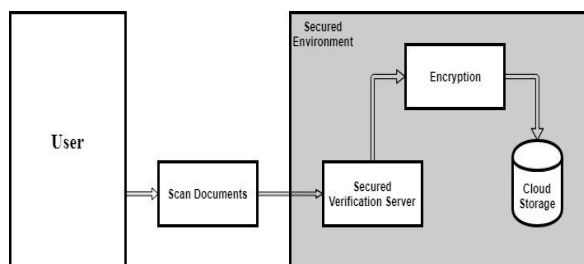 Secured
Environment
Encryption
User
Scan Documents
Secured
Verification Server
Cloud
Storage